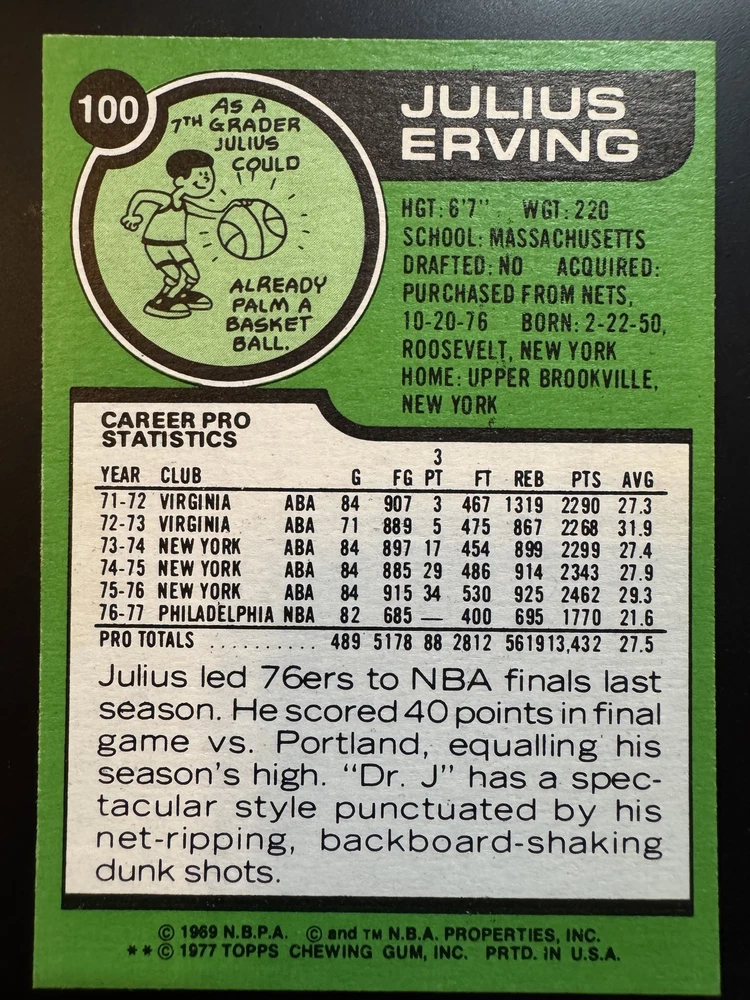 100
AS A
7TH GRADER
JULIUS
COULD
ALREADY
PALM A
BASKET
BALL.
JULIUS
ERVING
HGT: 6'7" WGT: 220
SCHOOL: MASSACHUSETTS
DRAFTED: NO ACQUIRED:
PURCHASED FROM NETS,
10-20-76 BORN: 2-22-50,
ROOSEVELT, NEW YORK
HOME: UPPER BROOKVILLE,
NEW YORK
CAREER PRO
STATISTICS
YEAR CLUB G FG 3 PT FT REB PTS AVG
71-72 VIRGINIA ABA 84 907 3 467 1319 2290 27.3
72-73 VIRGINIA ABA 71 889 5 475 867 2268 31.9
73-74 NEW YORK ABA 84 897 17 454 899 2299 27.4
74-75 NEW YORK ABA 84 885 29 486 914 2343 27.9
75-76 NEW YORK ABA 84 915 34 530 925 2462 29.3
76-77 PHILADELPHIA NBA 82 685 — 400 695 1770 21.6
PRO TOTALS .......... 489 5178 88 2812 5619 13,432 27.5
Julius led 76ers to NBA finals last
season. He scored 40 points in final
game vs. Portland, equalling his
season's high. "Dr. J" has a spec-
tacular style punctuated by his
net-ripping, backboard-shaking
dunk shots.
© 1969 N.B.P.A. © and TM N.B.A. PROPERTIES, INC.
** © 1977 TOPPS CHEWING GUM, INC. PRTD. IN U.S.A.